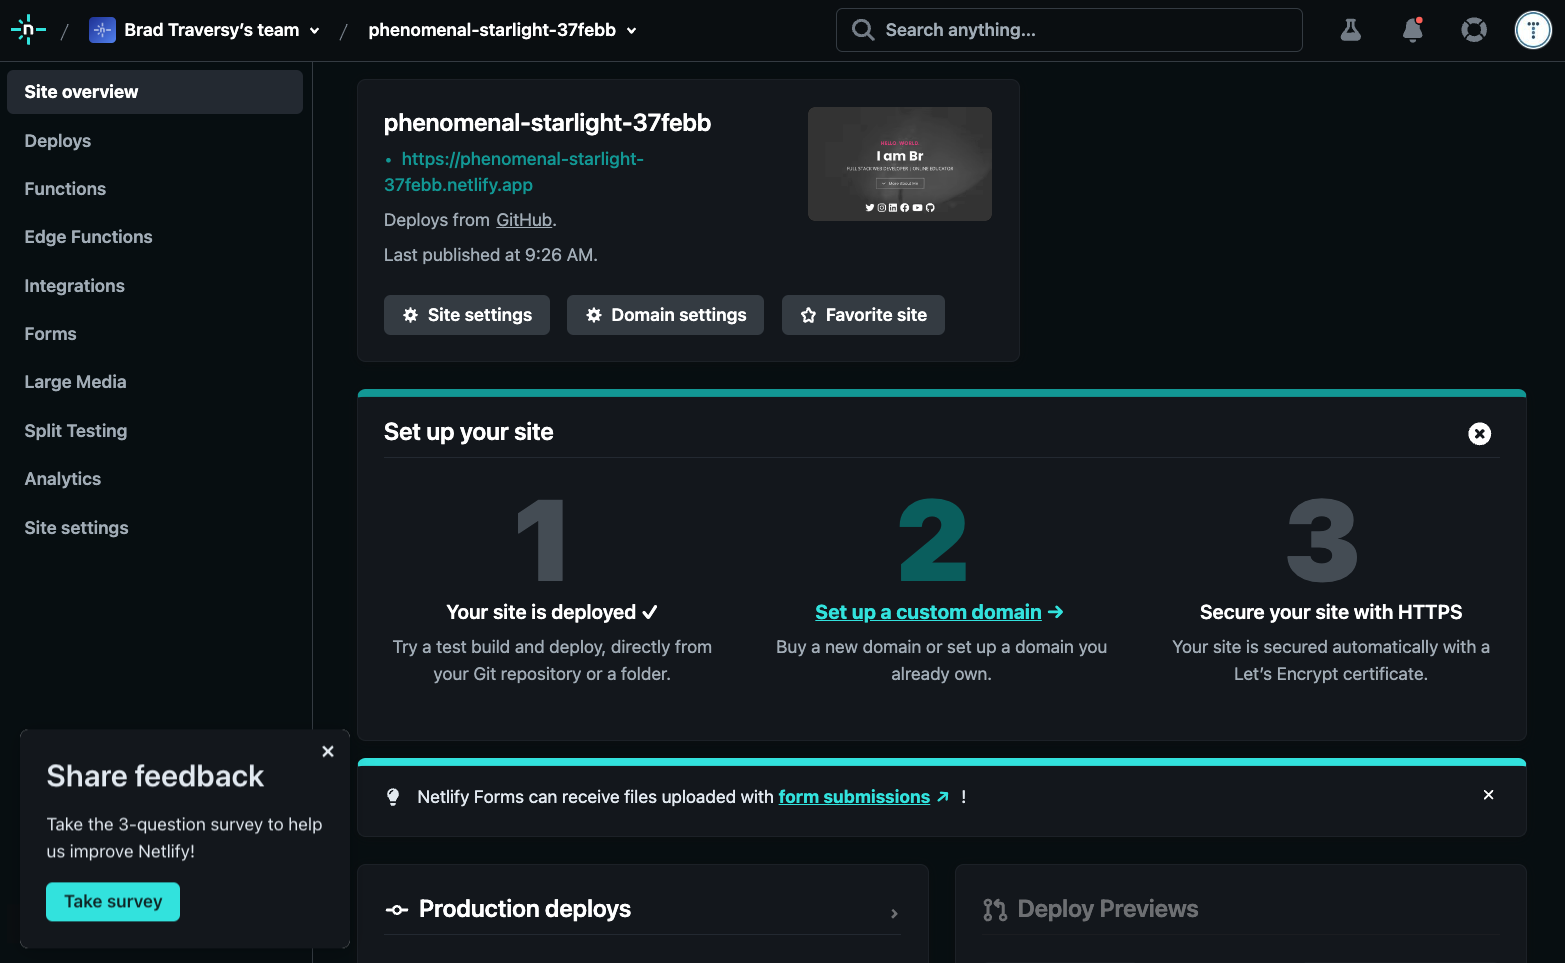 / Brad Traversy's team / phenomenal-starlight-37febb
Search anything...
Site overview
Deploys
Functions
Edge Functions
Integrations
Forms
Large Media
Split Testing
Analytics
Site settings
phenomenal-starlight-37febb
• https://phenomenal-starlight-
37febb.netlify.app
Deploys from GitHub.
Last published at 9:26 AM.
HELLO, WORLD.
I am Br
FULL STACK WEB DEVELOPER | ONLINE EDUCATOR
More About Me
Site settings
Domain settings
Favorite site
Set up your site
1
Your site is deployed ✓
Try a test build and deploy, directly from
your Git repository or a folder.
2
Set up a custom domain →
Buy a new domain or set up a domain you
already own.
3
Secure your site with HTTPS
Your site is secured automatically with a
Let's Encrypt certificate.
Netlify Forms can receive files uploaded with form submissions ↗ !
Share feedback
Take the 3-question survey to help
us improve Netlify!
Take survey
Production deploys
Deploy Previews